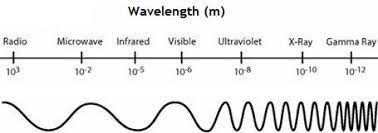 Wavelength (m)
Radio Microwave Infrared Visible Ultraviolet X-Ray Gamma Ray
10³ 10⁻² 10⁻⁵ 10⁻⁶ 10⁻⁸ 10⁻¹⁰ 10⁻¹²